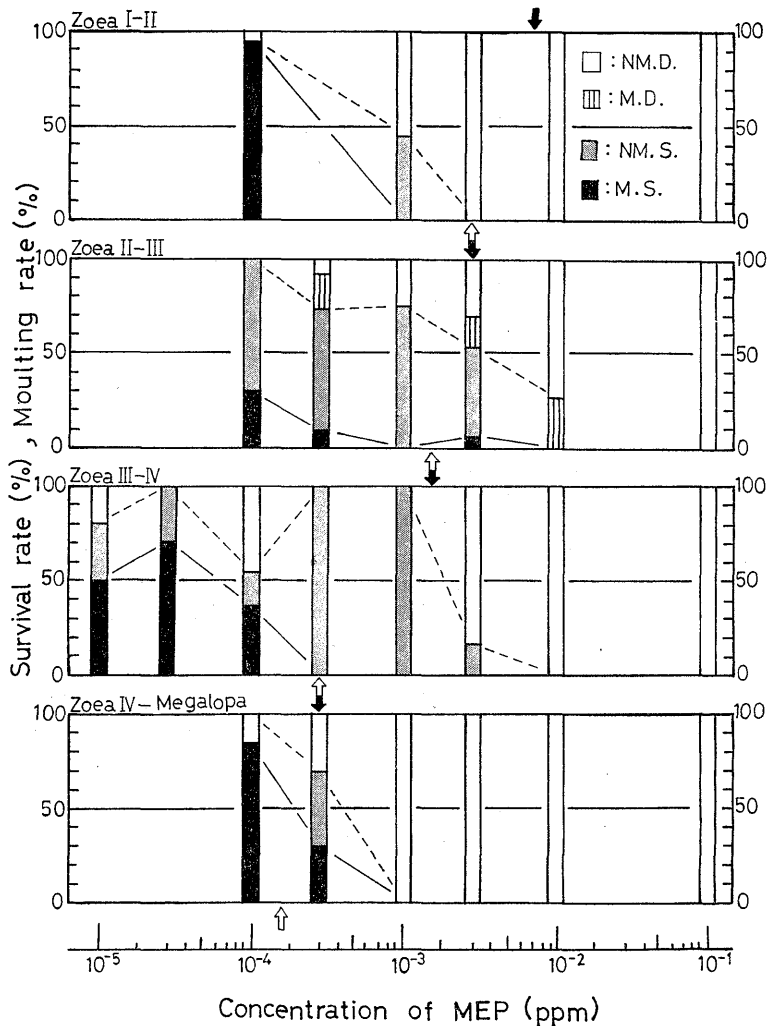 Zoea I-II
100
50
0
100
50
0
: NM.D.
: M.D.
: NM.S.
: M.S.
Zoea II-III
100
50
0
100
50
0
Zoea III-IV
100
50
0
100
50
0
Zoea IV-Megalopa
100
50
0
100
50
0
Survival rate (%), Moulting rate (%)
10-5 10-4 10-3 10-2 10-1
Concentration of MEP (ppm)